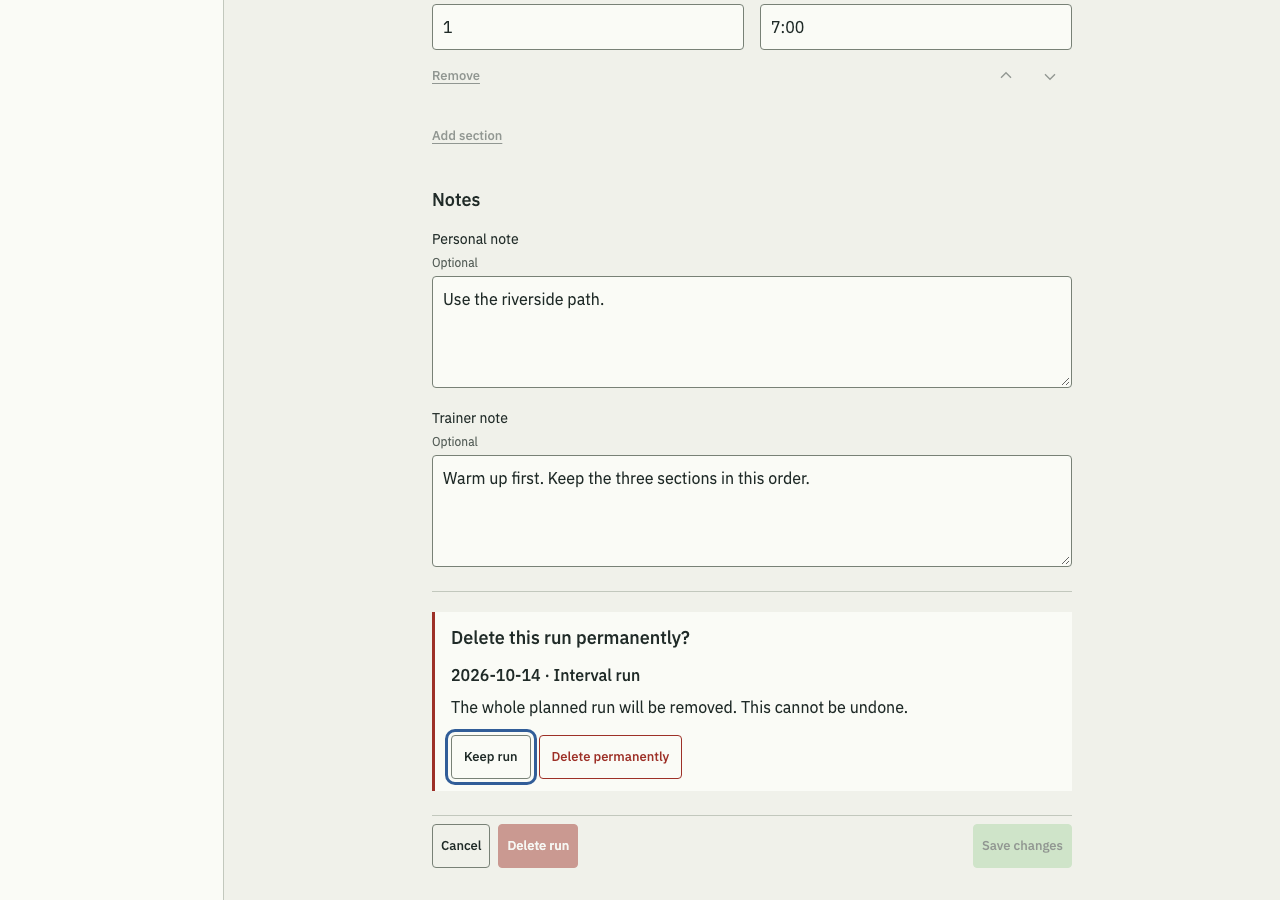 1 7:00
Remove
Add section
Notes
Personal note
Optional
Use the riverside path.
Trainer note
Optional
Warm up first. Keep the three sections in this order.
Delete this run permanently?
2026-10-14 · Interval run
The whole planned run will be removed. This cannot be undone.
Keep run Delete permanently
Cancel Delete run Save changes